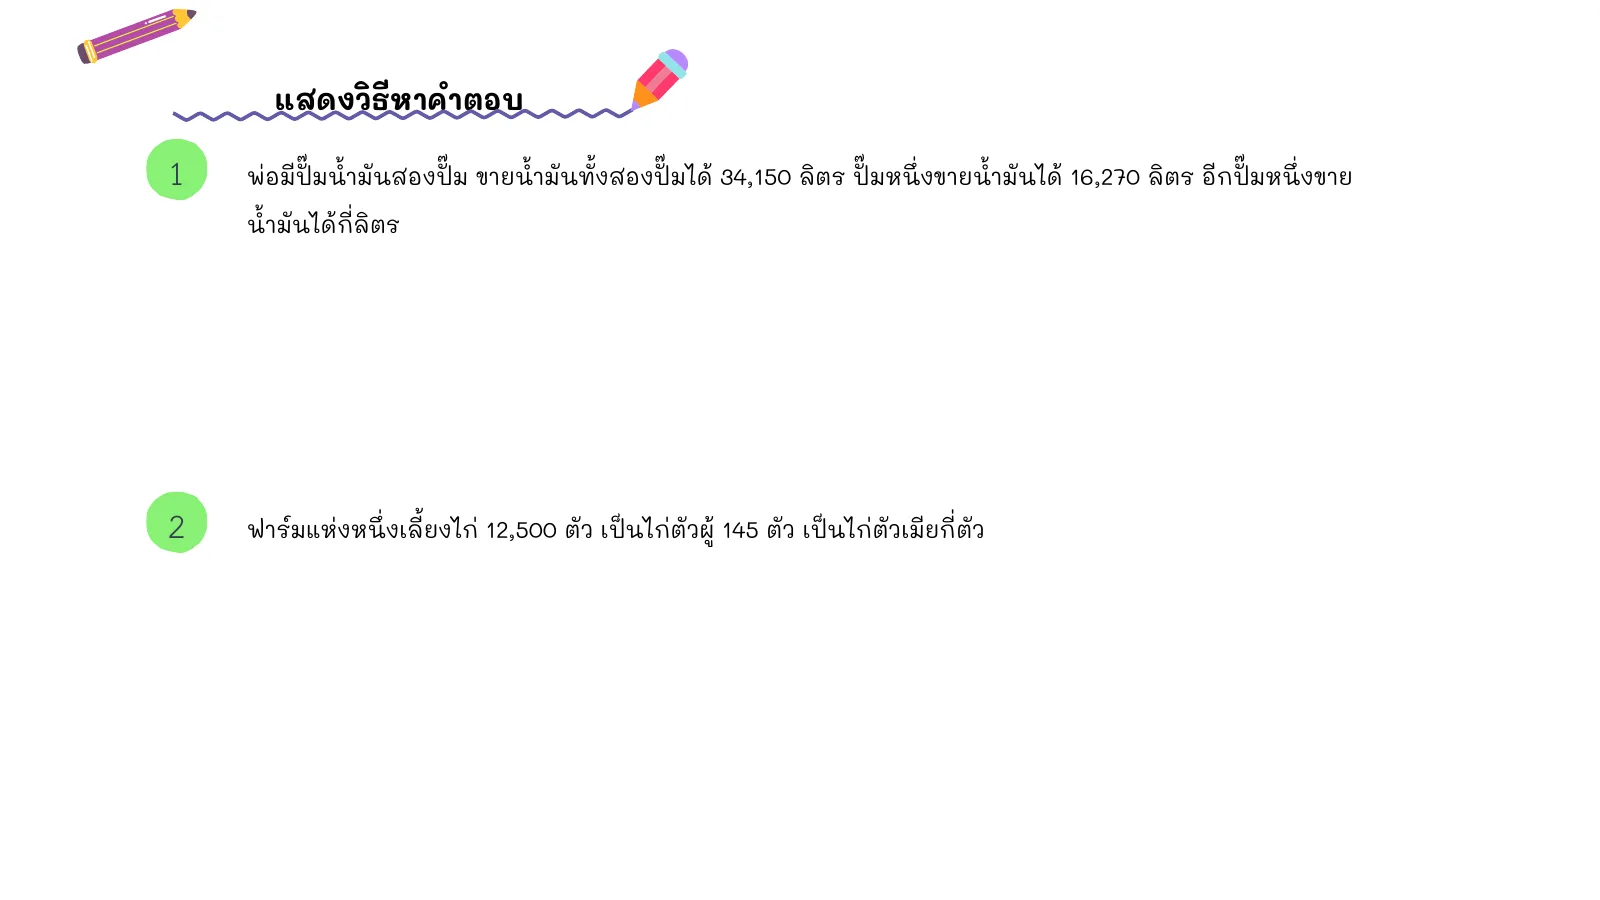 แสดงวิธีหาคำตอบ
1
พ่อมีปั๊มน้ำมันสองปั๊ม ขายน้ำมันทั้งสองปั๊มได้ 34,150 ลิตร ปั๊มหนึ่งขายน้ำมันได้ 16,270 ลิตร อีกปั๊มหนึ่งขาย
น้ำมันได้กี่ลิตร
2
ฟาร์มแห่งหนึ่งเลี้ยงไก่ 12,500 ตัว เป็นไก่ตัวผู้ 145 ตัว เป็นไก่ตัวเมียกี่ตัว